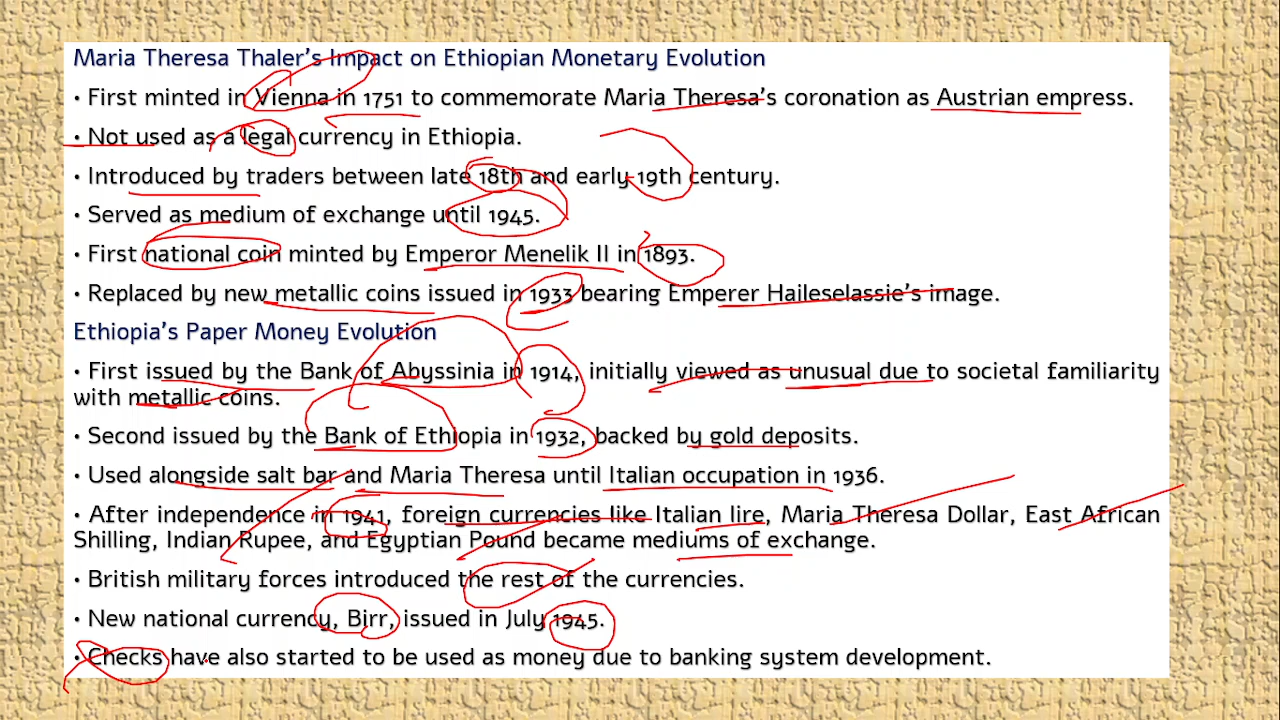 Maria Theresa Thaler's Impact on Ethiopian Monetary Evolution
• First minted in Vienna in 1751 to commemorate Maria Theresa's coronation as Austrian empress.
• Not used as a legal currency in Ethiopia.
• Introduced by traders between late 18th and early 19th century.
• Served as medium of exchange until 1945.
• First national coin minted by Emperor Menelik II in 1893.
• Replaced by new metallic coins issued in 1933 bearing Emperer Haileselassie's image.
Ethiopia's Paper Money Evolution
• First issued by the Bank of Abyssinia in 1914, initially viewed as unusual due to societal familiarity
with metallic coins.
• Second issued by the Bank of Ethiopia in 1932, backed by gold deposits.
• Used alongside salt bar and Maria Theresa until Italian occupation in 1936.
• After independence in 1941, foreign currencies like Italian lire, Maria Theresa Dollar, East African
Shilling, Indian Rupee, and Egyptian Pound became mediums of exchange.
• British military forces introduced the rest of the currencies.
• New national currency, Birr, issued in July 1945.
• Checks have also started to be used as money due to banking system development.